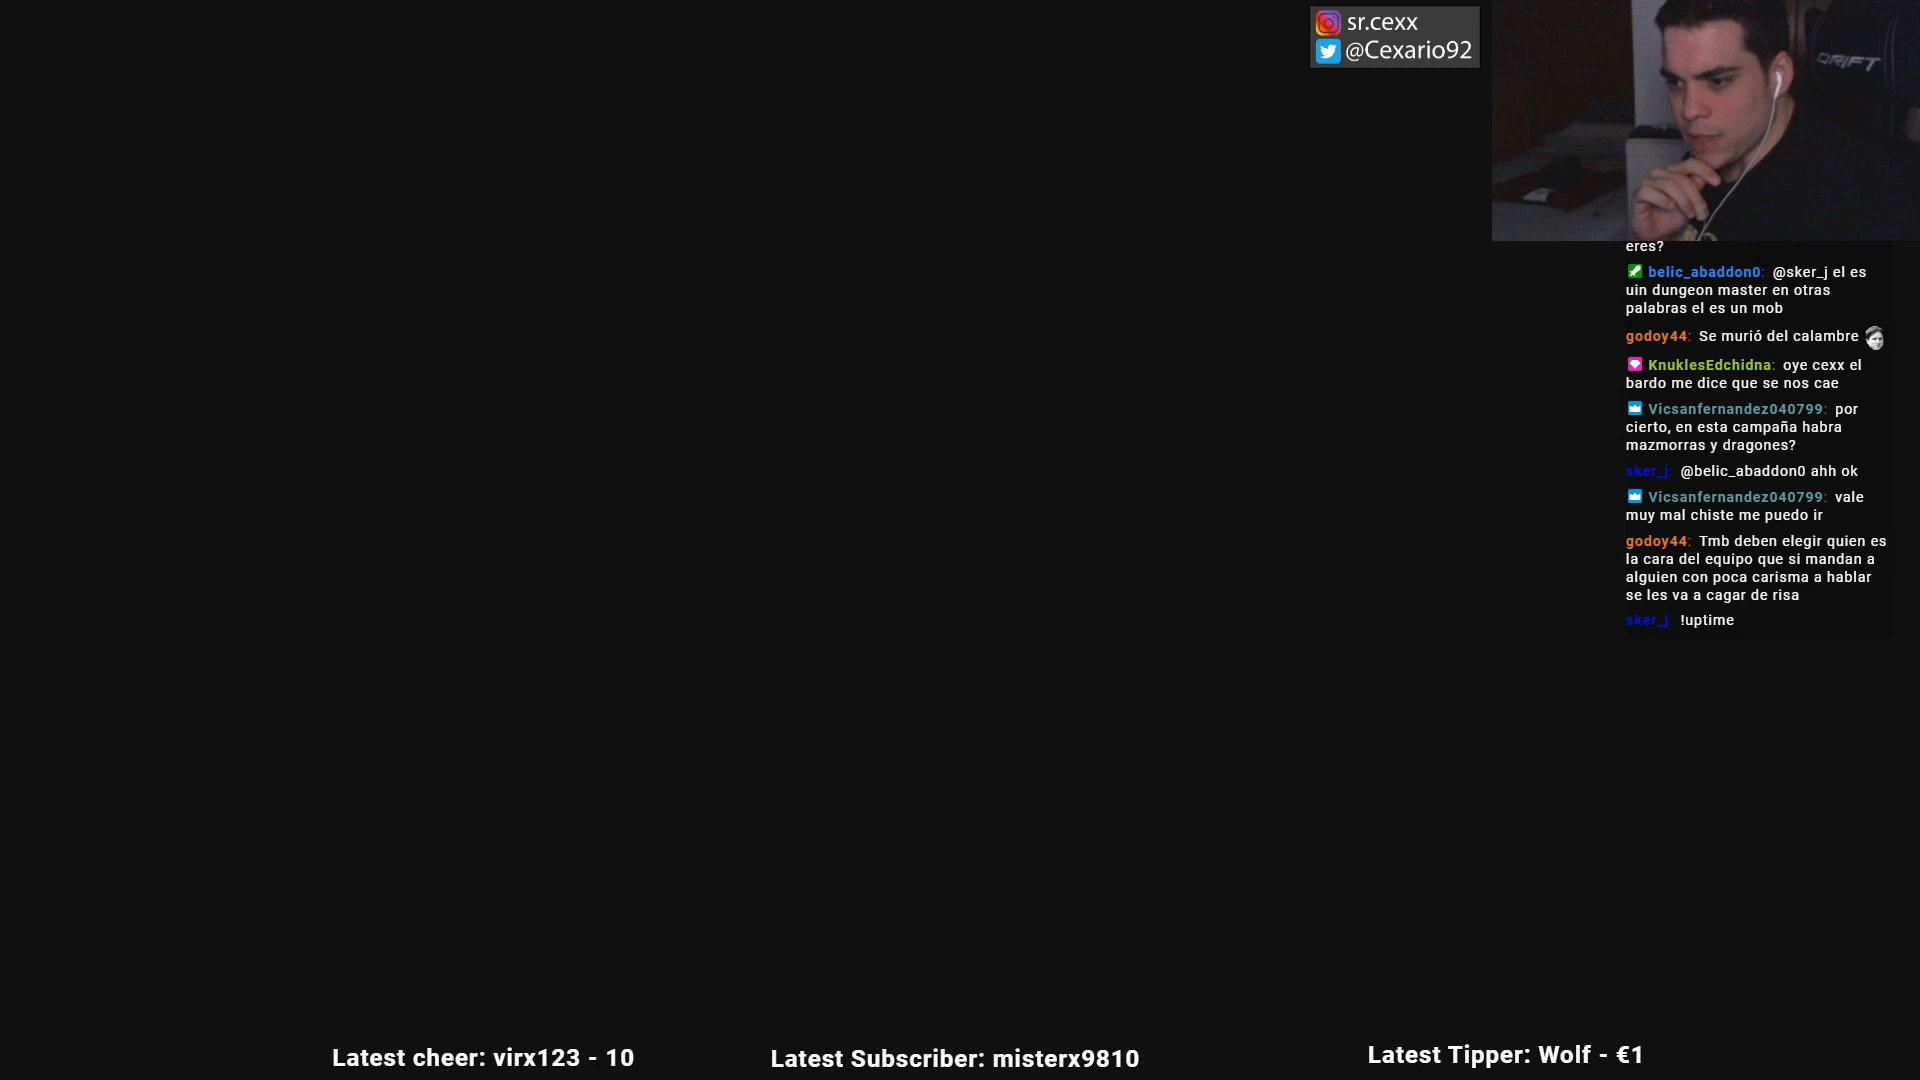 sr.cexx
@Cexario92
DRIFT
eres?
belic_abaddon0: @sker_j el es
uin dungeon master en otras
palabras el es un mob
godoy44: Se murió del calambre
KnuklesEdchidna: oye cexx el
bardo me dice que se nos cae
Vicsanfernandez040799: por
cierto, en esta campaña habra
mazmorras y dragones?
sker_j: @belic_abaddon0 ahh ok
Vicsanfernandez040799: vale
muy mal chiste me puedo ir
godoy44: Tmb deben elegir quien es
la cara del equipo que si mandan a
alguien con poca carisma a hablar
se les va a cagar de risa
sker_j: !uptime
Latest cheer: virx123 - 10
Latest Subscriber: misterx9810
Latest Tipper: Wolf - €1